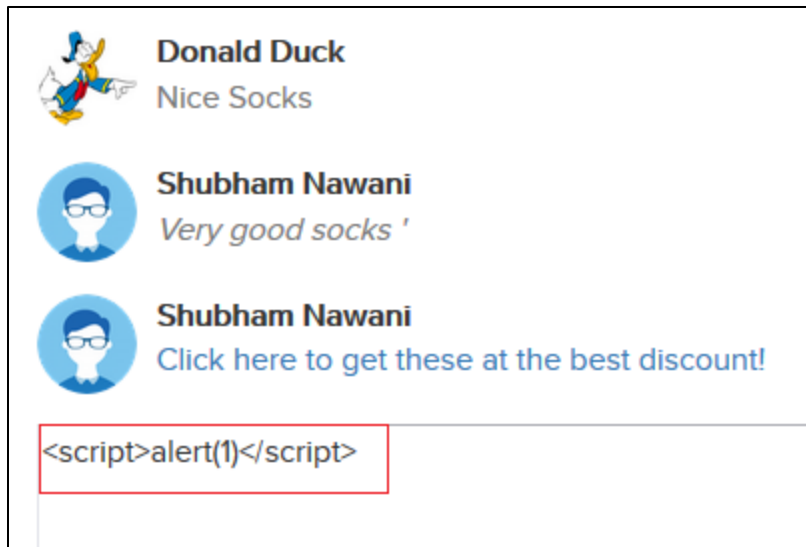 Donald Duck
Nice Socks
Shubham Nawani
Very good socks '
Shubham Nawani
Click here to get these at the best discount!
<script>alert(1)</script>